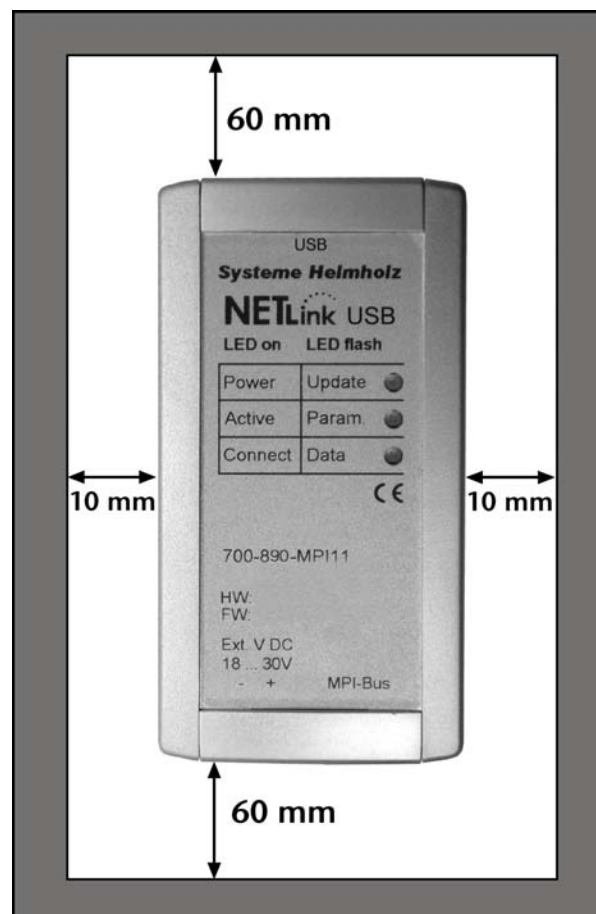 60 mm
USB
Systeme Helmholz
NETLink USB
LED on LED flash
Power Update
Active Param.
Connect Data
10 mm 10 mm
CE
700-890-MPI11
HW:
FW:
Ext. V DC
18 ... 30V
- + MPI-Bus
60 mm